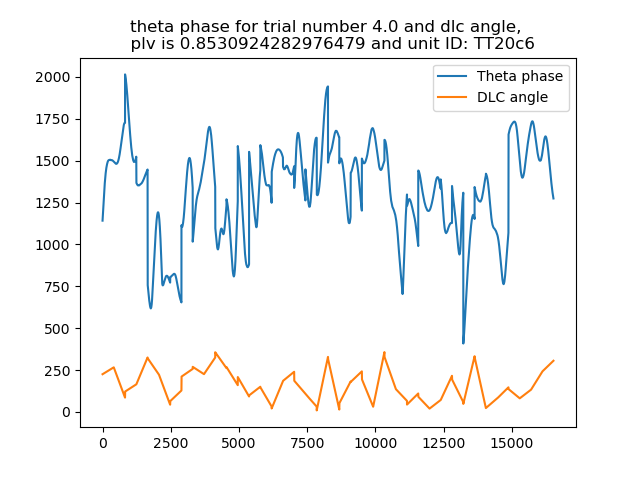 theta phase for trial number 4.0 and dlc angle,
plv is 0.8530924282976479 and unit ID: TT20c6
Theta phase
DLC angle
2000
1750
1500
1250
1000
750
500
250
0
0 2500 5000 7500 10000 12500 15000